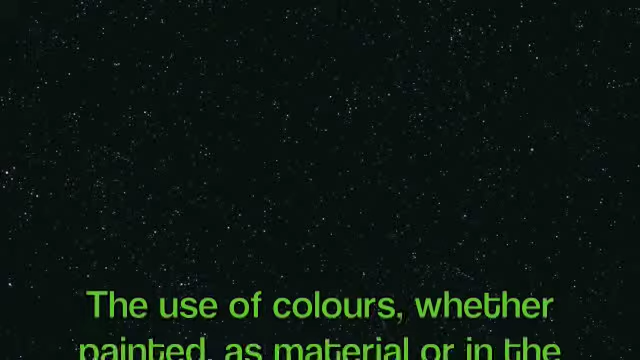 The use of colours, whether
painted, as material or in the